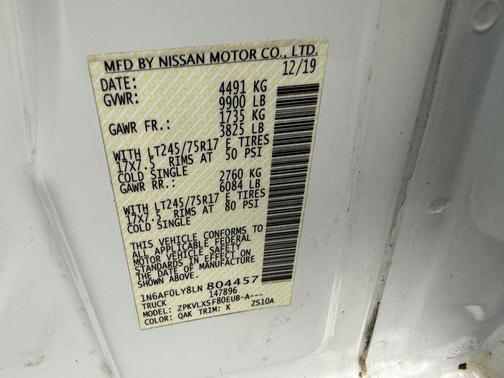 MFD BY NISSAN MOTOR CO., LTD.
DATE: 12/19
GVWR: 4491 KG
9900 LB
GAWR FR.: 1735 KG
3825 LB
WITH LT245/75R17 E TIRES
17X7.5 RIMS AT 50 PSI
COLD SINGLE
GAWR RR.: 2760 KG
6084 LB
WITH LT245/75R17 E TIRES
17X7.5 RIMS AT 80 PSI
COLD SINGLE
THIS VEHICLE CONFORMS TO
ALL APPLICABLE FEDERAL
MOTOR VEHICLE SAFETY
STANDARDS IN EFFECT ON
THE DATE OF MANUFACTURE
SHOWN ABOVE.
1N6AF0LY8LN 804457
TRUCK 147896
MODEL: ZPKVLXSF80EUB-A---
COLOR: QAK TRIM: K ZS10A